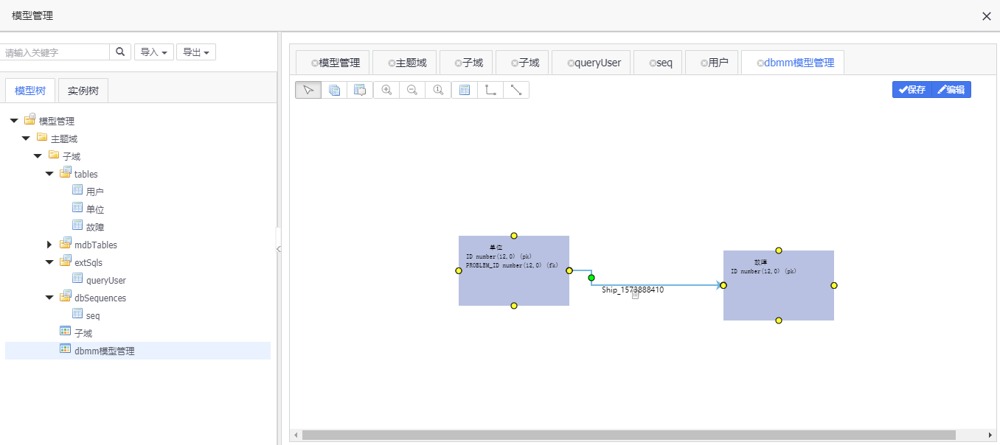 模型管理
请输入关键字
导入
导出
模型树
实例树
模型管理
主题域
子域
tables
用户
单位
故障
mdbTables
extSqls
queryUser
dbSequences
seq
子域
dbmm模型管理
模型管理
主题域
子域
子域
queryUser
seq
用户
dbmm模型管理
保存
编辑
单位
ID number(12,0) (pk)
PROBLEM_ID number(12,0) (fk)
Ship_1573888410
故障
ID number(12,0) (pk)